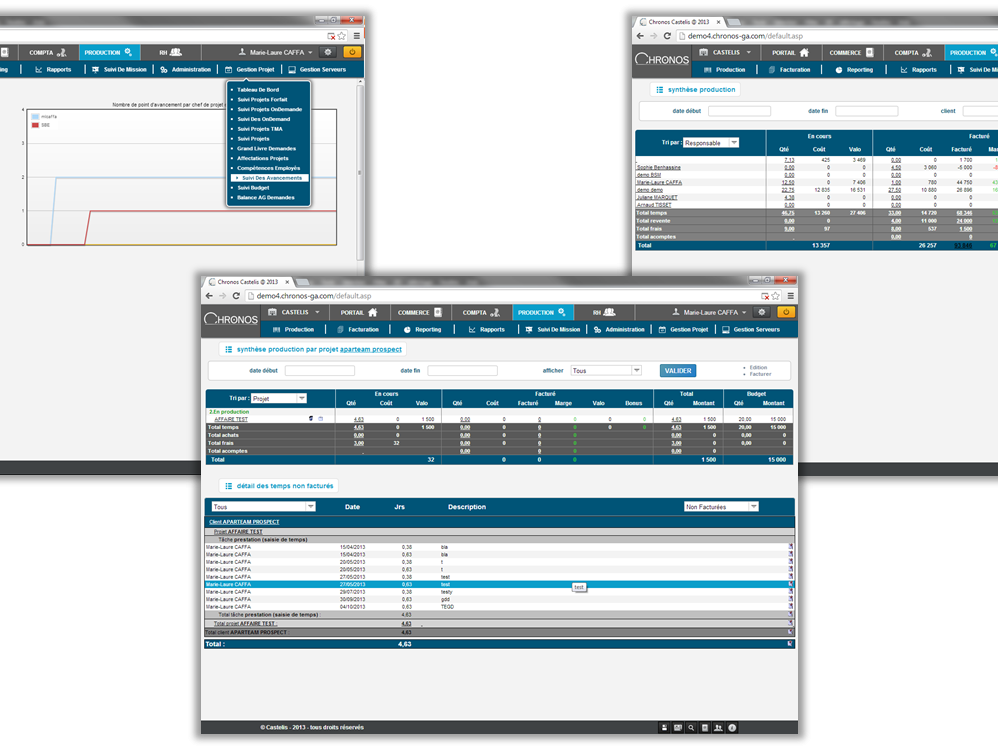 COMPTA PRODUCTION RH Marie-Laure CAFFA
Rapports Suivi De Mission Administration Gestion Projet Gestion Serveurs
Nombre de point d'avancement par chef de projet
mcaffa
SBE
4
3
2
1
0
Tableau De Bord
Suivi Projets Forfait
Suivi Projets OnDemande
Suivi Des OnDemand
Suivi Projets TMA
Suivi Projets
Grand Livre Demandes
Affectations Projets
Compétences Employés
Suivi Des Avancements
Suivi Budget
Balance AG Demandes
Chronos Castelis @ 2013
demo4.chronos-ga.com/default.asp
CHRONOS CASTELIS PORTAIL COMMERCE COMPTA PRODUCTION
Production Facturation Reporting Rapports Suivi De
synthèse production
date début date fin client
Tri par : Responsable En cours Facturé
Qté Coût Valo Qté Coût Facturé
7,13 425 3 469 0,00 0 1 700
Sophie Benhassine 0,00 0 0 4,50 3 060 -5 000
demo BSM 0,00 0 0 0,00 0 0
Marie-Laure CAFFA 12,50 0 7 406 1,00 780 44 750
demo demo 22,75 12 835 16 531 27,50 10 880 26 896
Juliane MARQUET 4,38 0 0 0,00 0 0
Arnaud TISSET 0,00 0 0 0,00 0 0
Total temps 46,75 13 260 27 406 33,00 14 720 68 346
Total revente 0,00 0 4,00 11 000 24 000
Total frais 9,00 97 8,00 537 1 500
Total acomptes 0
Total 13 357 26 257
Chronos Castelis @ 2013
demo4.chronos-ga.com/default.asp
CHRONOS CASTELIS PORTAIL COMMERCE COMPTA PRODUCTION RH Marie-Laure CAFFA
Production Facturation Reporting Rapports Suivi De Mission Administration Gestion Projet Gestion Serveurs
synthèse production par projet aparteam prospect
date début date fin afficher Tous VALIDER
Edition
Facturer
Tri par : Projet En cours Facturé Total Budget
Qté Coût Valo Qté Coût Facturé Marge Valo Bonus Qté Montant Qté Montant
2.En production
AFFAIRE TEST 4,63 0 1 500 0,00 0 0 0 0 0 4,63 1 500 20,00 15 000
Total temps 4,63 0 1 500 0,00 0 0 0 0 0 4,63 1 500 20,00 15 000
Total achats 0,00 0 0,00 0 0 0 0,00 0 0,00 0
Total frais 3,00 32 0,00 0 0 0 3,00 0 0,00 0
Total acomptes 0,00 0 0 0,00 0
Total 32 0 0 0 1 500 15 000
détail des temps non facturés
Tous Date Jrs Description Non Facturées
Client APARTEAM PROSPECT
Projet AFFAIRE TEST
Tâche prestation (saisie de temps)
Marie-Laure CAFFA 15/04/2013 0,38 bla
Marie-Laure CAFFA 15/04/2013 0,63 bla
Marie-Laure CAFFA 20/05/2013 0,38 t
Marie-Laure CAFFA 20/05/2013 0,63 t
Marie-Laure CAFFA 27/05/2013 0,38 test
Marie-Laure CAFFA 27/05/2013 0,63 test
test
Marie-Laure CAFFA 29/07/2013 0,38 testy
Marie-Laure CAFFA 30/09/2013 0,63 gdd
Marie-Laure CAFFA 04/10/2013 0,63 TEGD
Total tâche prestation (saisie de temps) : 4,63
Total projet AFFAIRE TEST : 4,63
Total client APARTEAM PROSPECT : 4,63
Total : 4,63
© Castelis - 2013 - tous droits réservés